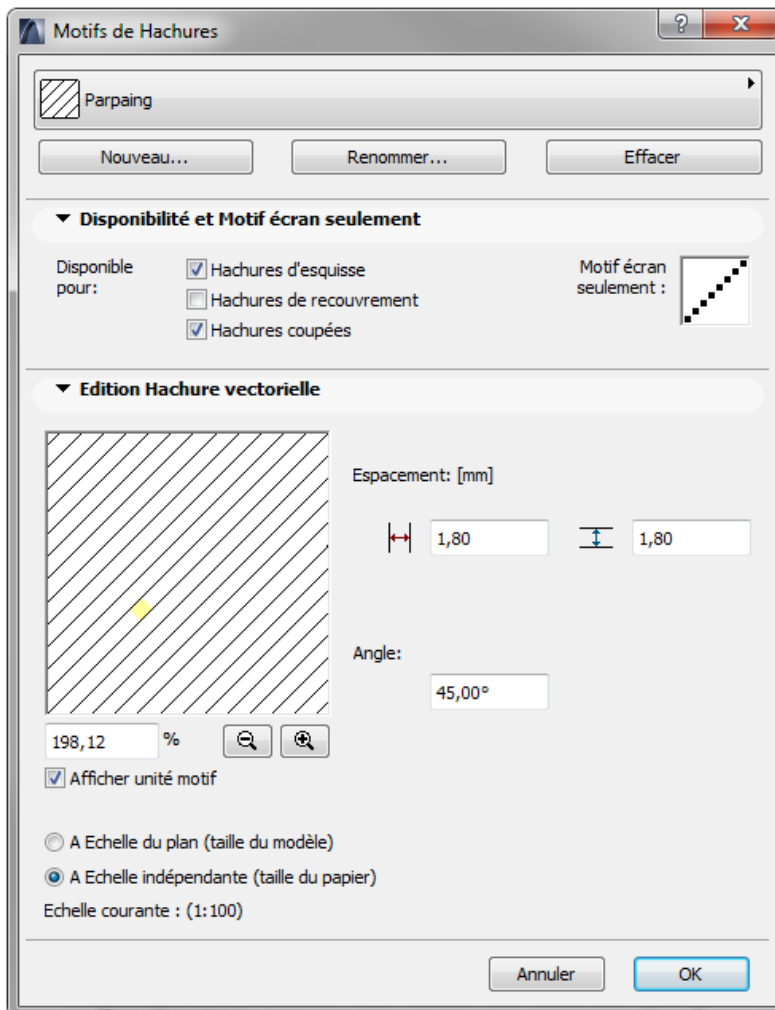 Motifs de Hachures
?
Parpaing
Nouveau...
Renommer...
Effacer
Disponibilité et Motif écran seulement
Disponible pour:
Hachures d'esquisse
Hachures de recouvrement
Hachures coupées
Motif écran
seulement :
Edition Hachure vectorielle
Espacement: [mm]
1,80
1,80
Angle:
45,00°
198,12 %
Afficher unité motif
A Echelle du plan (taille du modèle)
A Echelle indépendante (taille du papier)
Echelle courante : (1:100)
Annuler
OK